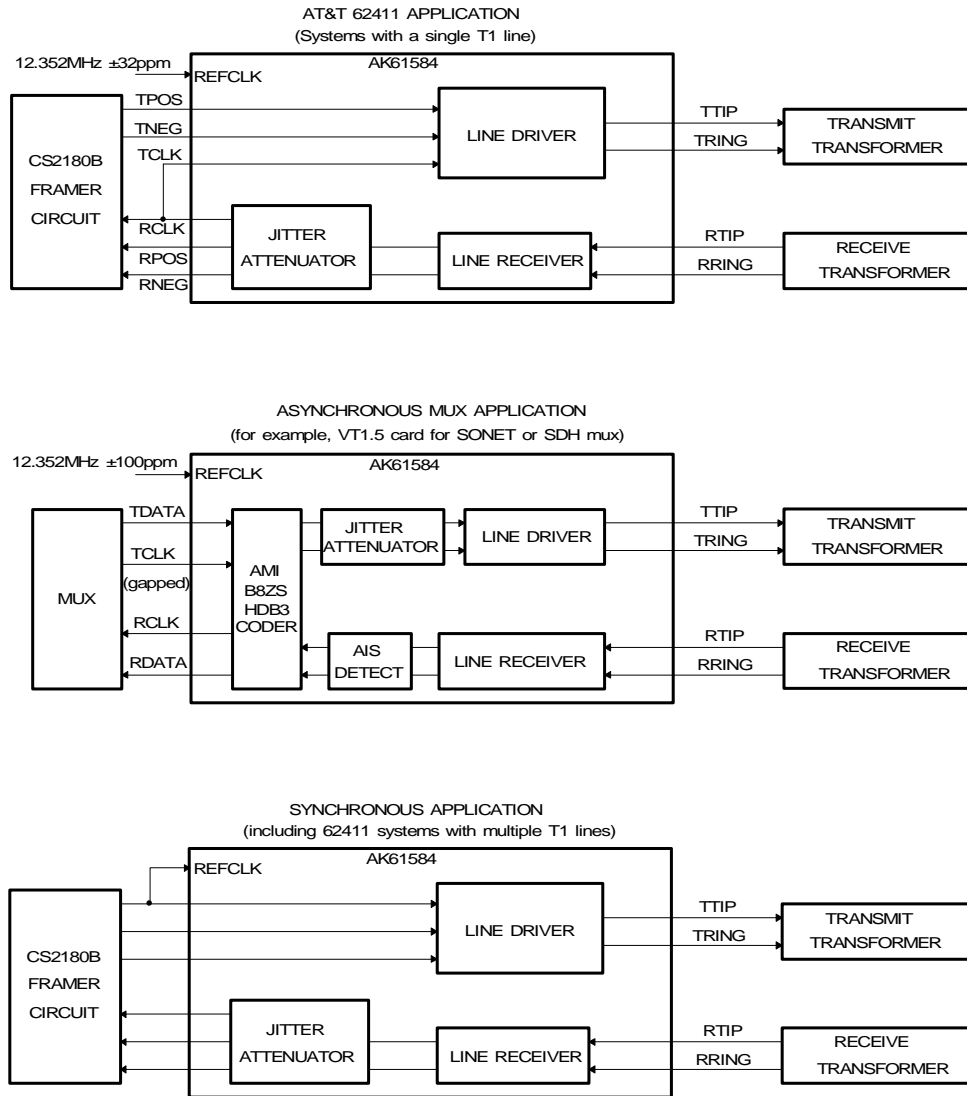 AT&T 62411 APPLICATION
(Systems with a single T1 line)
12.352MHz ±32ppm
AK61584
REFCLK
CS2180B
FRAMER
CIRCUIT
TPOS
TNEG
TCLK
RCLK
RPOS
RNEG
LINE DRIVER
JITTER
ATTENUATOR
LINE RECEIVER
TTIP
TRING
RTIP
RRING
TRANSMIT
TRANSFORMER
RECEIVE
TRANSFORMER
ASYNCHRONOUS MUX APPLICATION
(for example, VT1.5 card for SONET or SDH mux)
12.352MHz ±100ppm
AK61584
REFCLK
MUX
TDATA
TCLK
(gapped)
RCLK
RDATA
AMI
B8ZS
HDB3
CODER
JITTER
ATTENUATOR
LINE DRIVER
AIS
DETECT
LINE RECEIVER
TTIP
TRING
RTIP
RRING
TRANSMIT
TRANSFORMER
RECEIVE
TRANSFORMER
SYNCHRONOUS APPLICATION
(including 62411 systems with multiple T1 lines)
AK61584
REFCLK
CS2180B
FRAMER
CIRCUIT
LINE DRIVER
JITTER
ATTENUATOR
LINE RECEIVER
TTIP
TRING
RTIP
RRING
TRANSMIT
TRANSFORMER
RECEIVE
TRANSFORMER